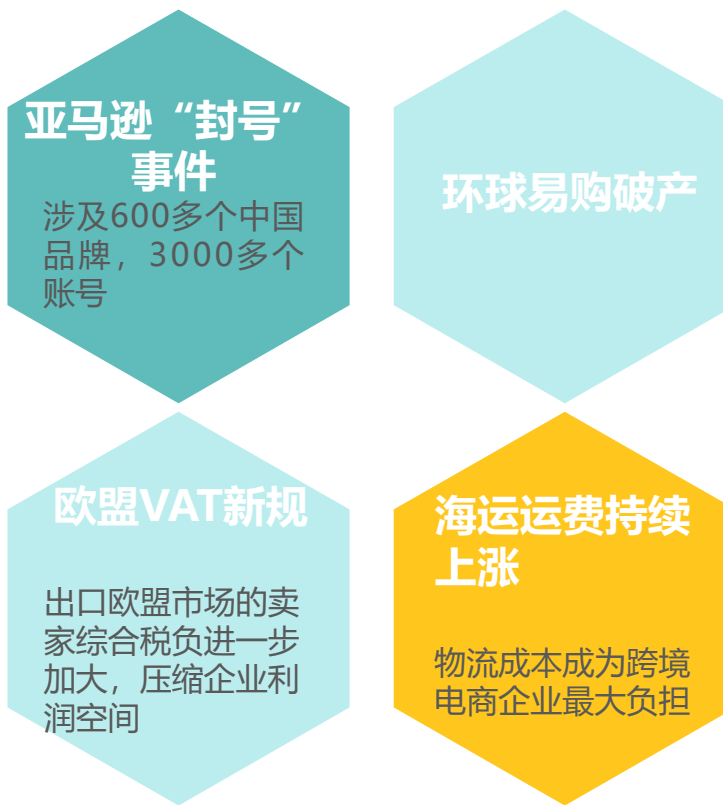 亚马逊“封号”
事件
涉及600多个中国
品牌，3000多个
账号
环球易购破产
欧盟VAT新规
出口欧盟市场的卖
家综合税负进一步
加大，压缩企业利
润空间
海运运费持续
上涨
物流成本成为跨境
电商企业最大负担